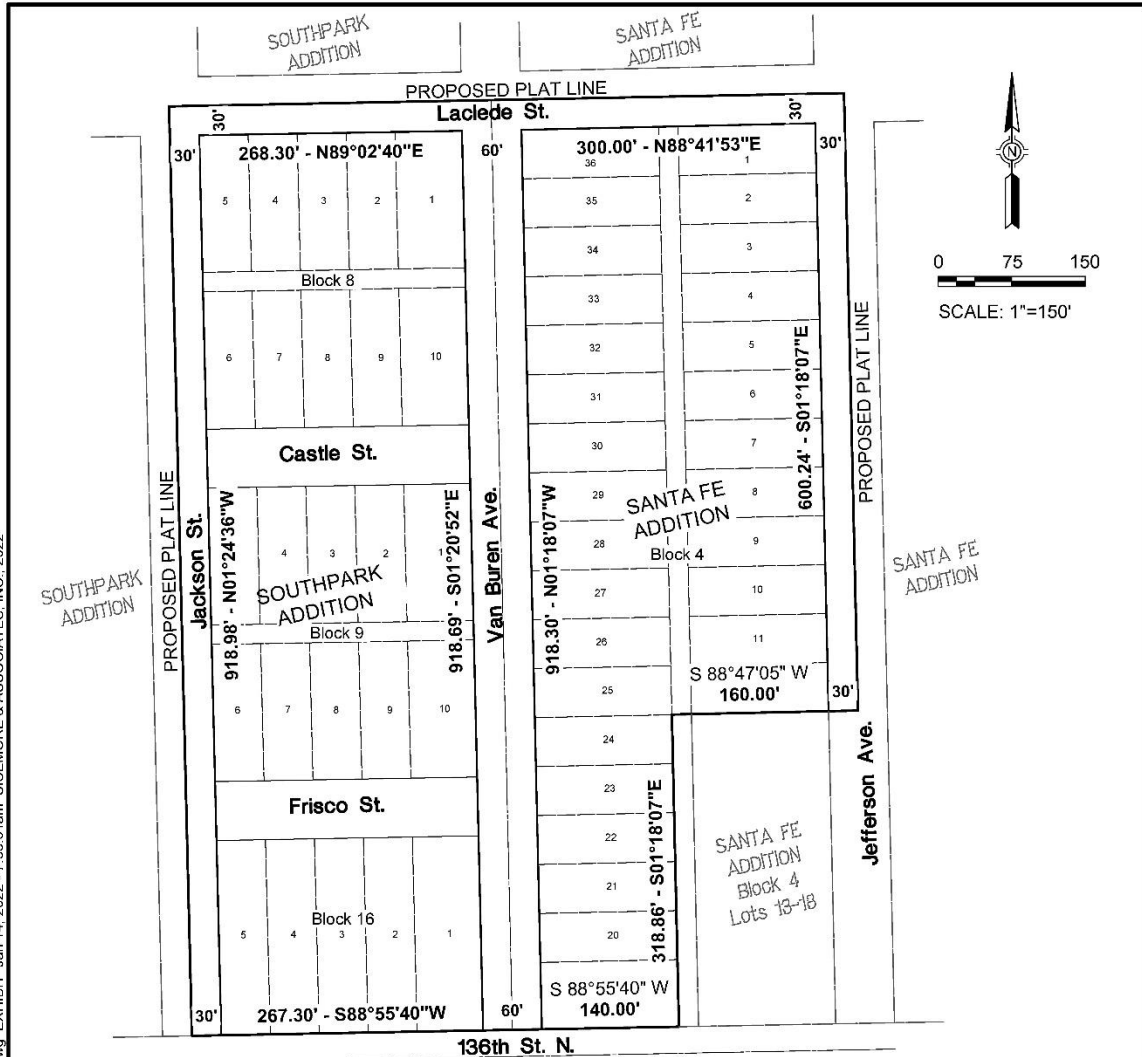 SOUTHPARK
ADDITION
SANTA FE
ADDITION
PROPOSED PLAT LINE
Laclede St.
30'
30'
30'
268.30' - N89°02'40"E
60'
300.00' - N88°41'53"E
30'
N
0 75 150
SCALE: 1"=150'
5 4 3 2 1
Block 8
6 7 8 9 10
Castle St.
4 3 2 1
SOUTHPARK
ADDITION
Block 9
6 7 8 9 10
Frisco St.
Block 16
5 4 3 2 1
30'
267.30' - S88°55'40"W
60'
PROPOSED PLAT LINE
Jackson St.
918.98' - N01°24'36"W
918.69' - S01°20'52"E
Van Buren Ave.
918.30' - N01°18'07"W
36
35
34
33
32
31
30
29
28
27
26
25
24
23
22
21
20
1
2
3
4
5
6
7
8
9
10
11
SANTA FE
ADDITION
Block 4
600.24' - S01°18'07"E
PROPOSED PLAT LINE
S 88°47'05" W
160.00'
30'
318.86' - S01°18'07"E
S 88°55'40" W
140.00'
SANTA FE
ADDITION
Block 4
Lots 13-18
Jefferson Ave.
SOUTHPARK
ADDITION
SANTA FE
ADDITION
136th St. N.